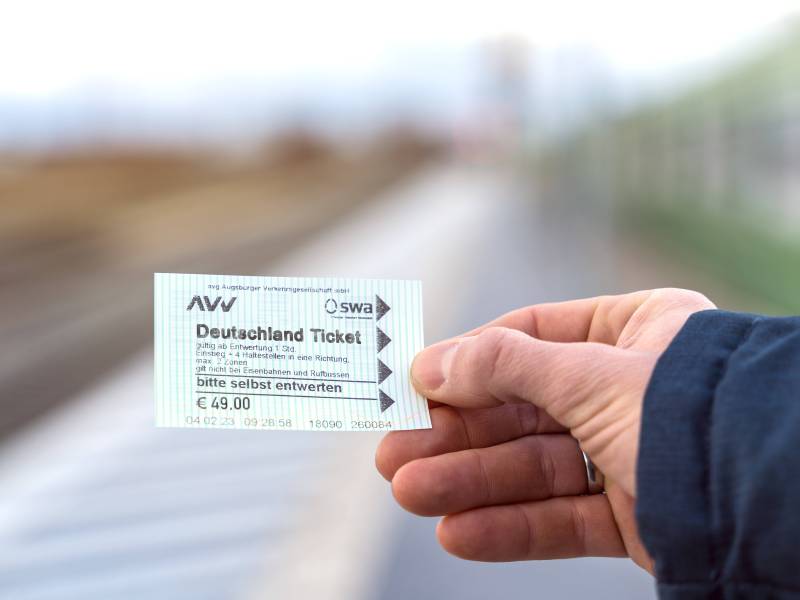 avg Augsburger Verkehrsgesellschaft mbH
AVV swa
Deutschland Ticket
gültig ab Entwertung 1 Std.
Einstieg + 4 Haltestellen in eine Richtung,
max. 2 Zonen
gilt nicht bei Eisenbahnen und Rufbussen
bitte selbst entwerten
€ 49,00
04 02 23 09:28:58 18090 260084